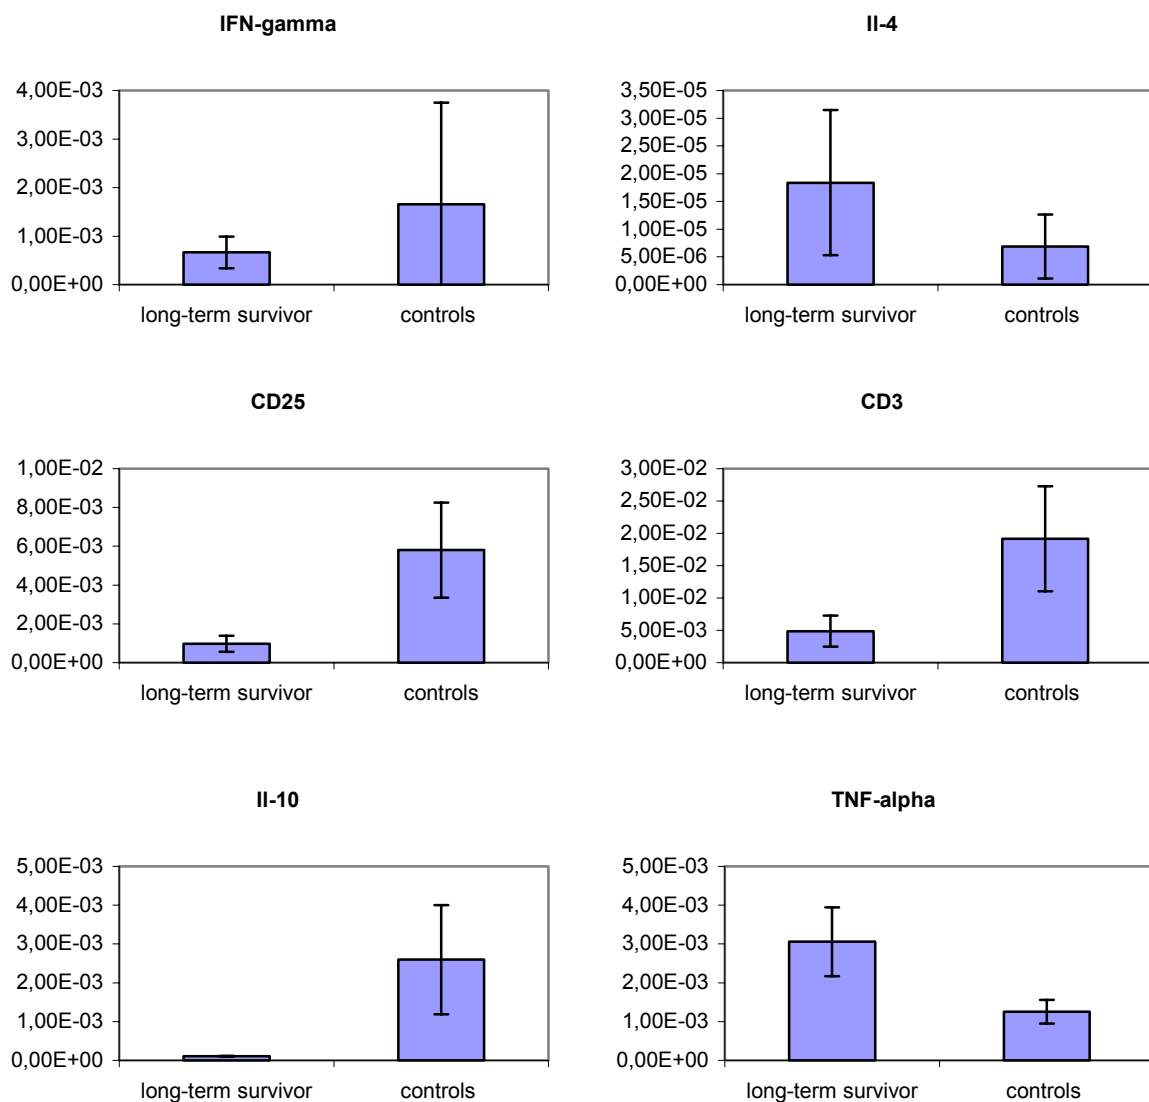 IFN-gamma
4,00E-03
3,00E-03
2,00E-03
1,00E-03
0,00E+00
long-term survivor controls
Il-4
3,50E-05
3,00E-05
2,50E-05
2,00E-05
1,50E-05
1,00E-05
5,00E-06
0,00E+00
long-term survivor controls
CD25
1,00E-02
8,00E-03
6,00E-03
4,00E-03
2,00E-03
0,00E+00
long-term survivor controls
CD3
3,00E-02
2,50E-02
2,00E-02
1,50E-02
1,00E-02
5,00E-03
0,00E+00
long-term survivor controls
Il-10
5,00E-03
4,00E-03
3,00E-03
2,00E-03
1,00E-03
0,00E+00
long-term survivor controls
TNF-alpha
5,00E-03
4,00E-03
3,00E-03
2,00E-03
1,00E-03
0,00E+00
long-term survivor controls